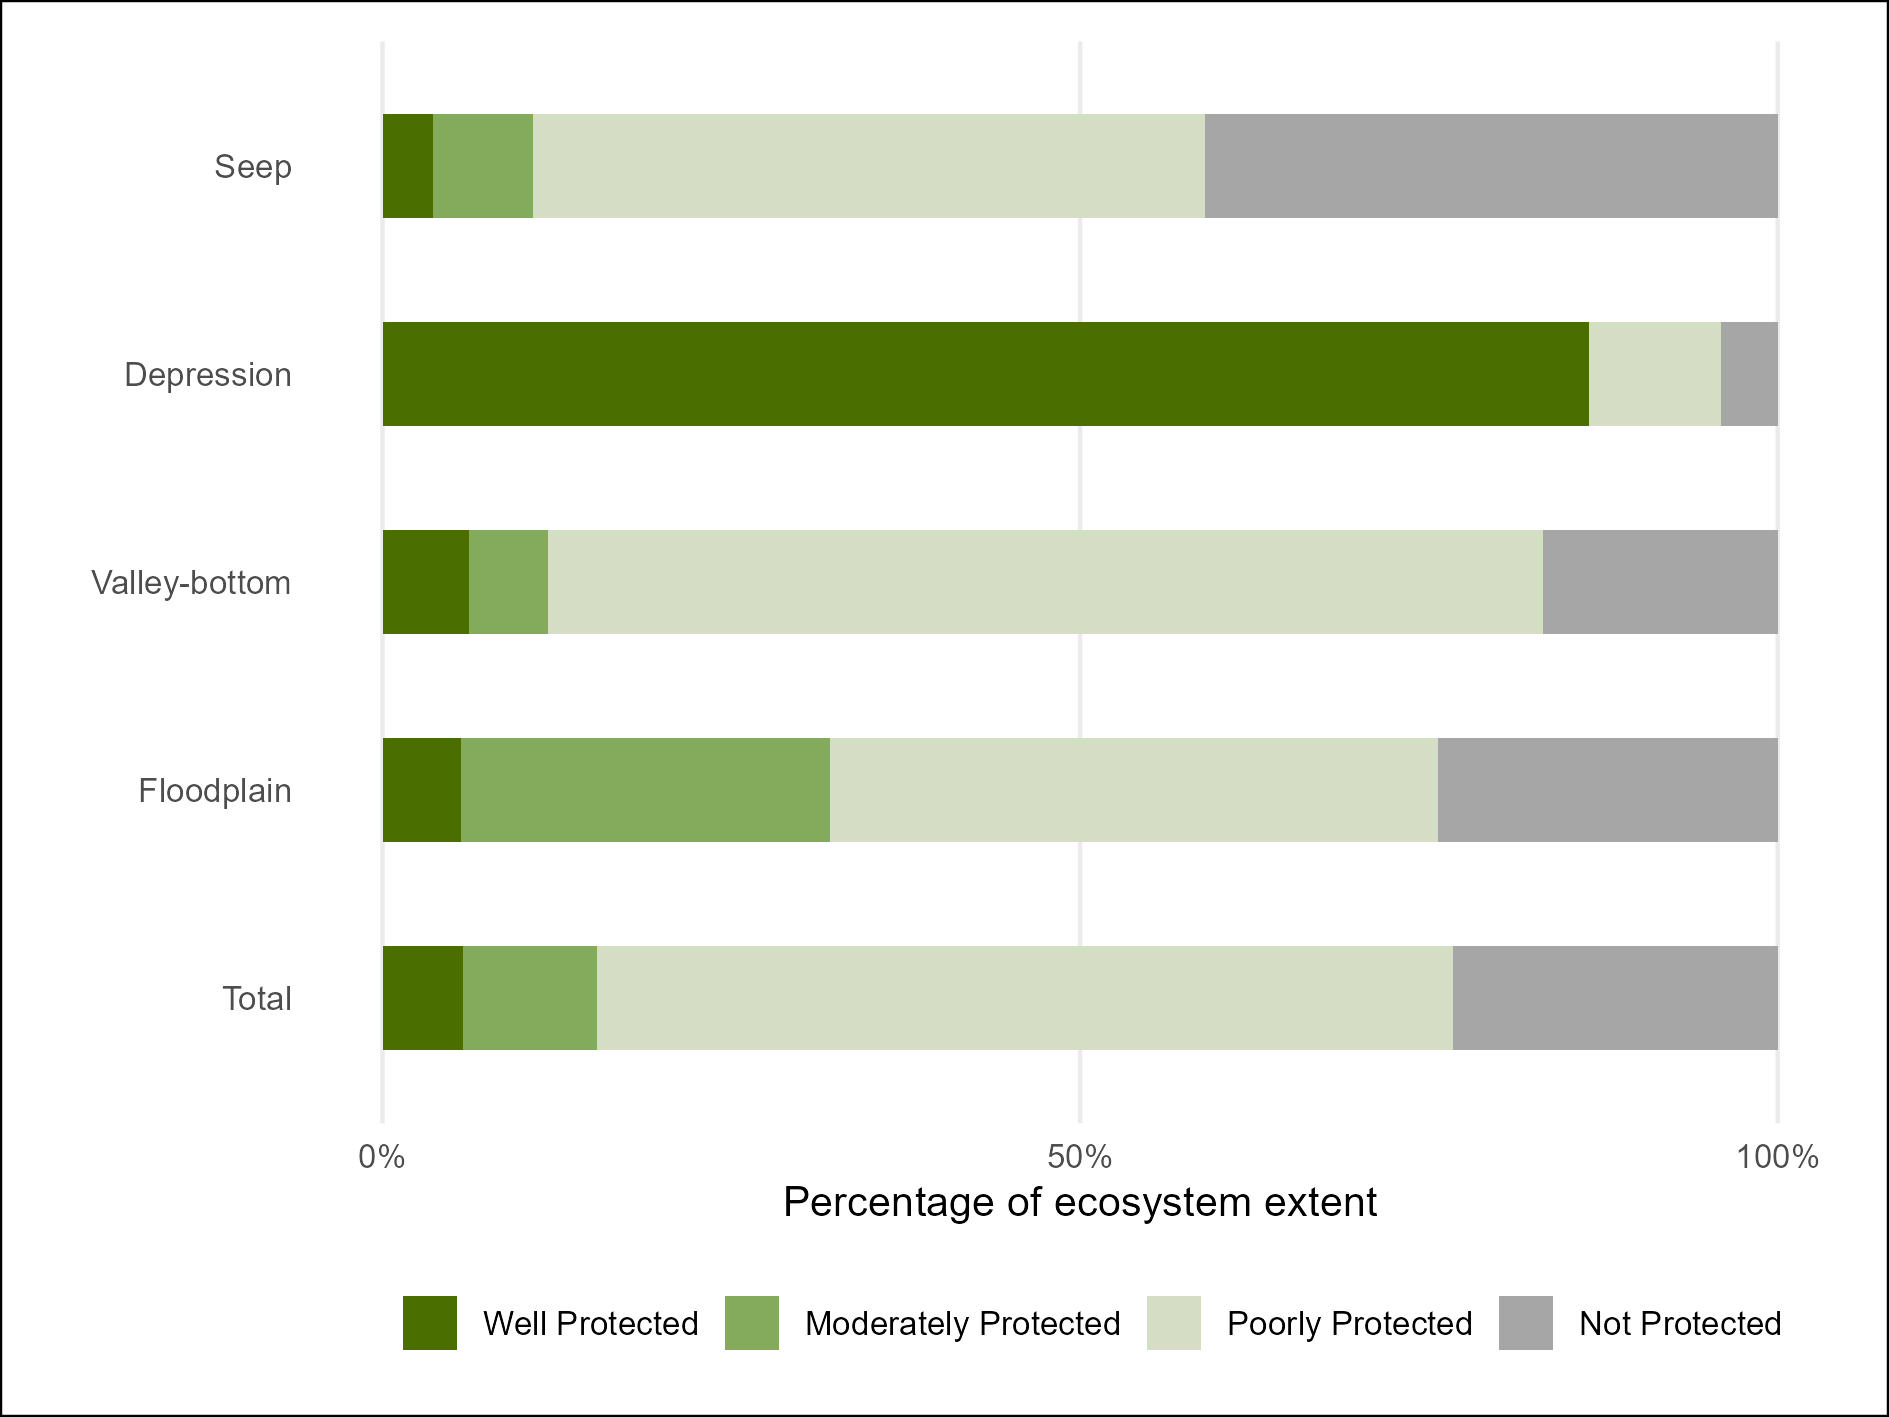 Seep
Depression
Valley-bottom
Floodplain
Total
0% 50% 100%
Percentage of ecosystem extent
Well Protected Moderately Protected Poorly Protected Not Protected